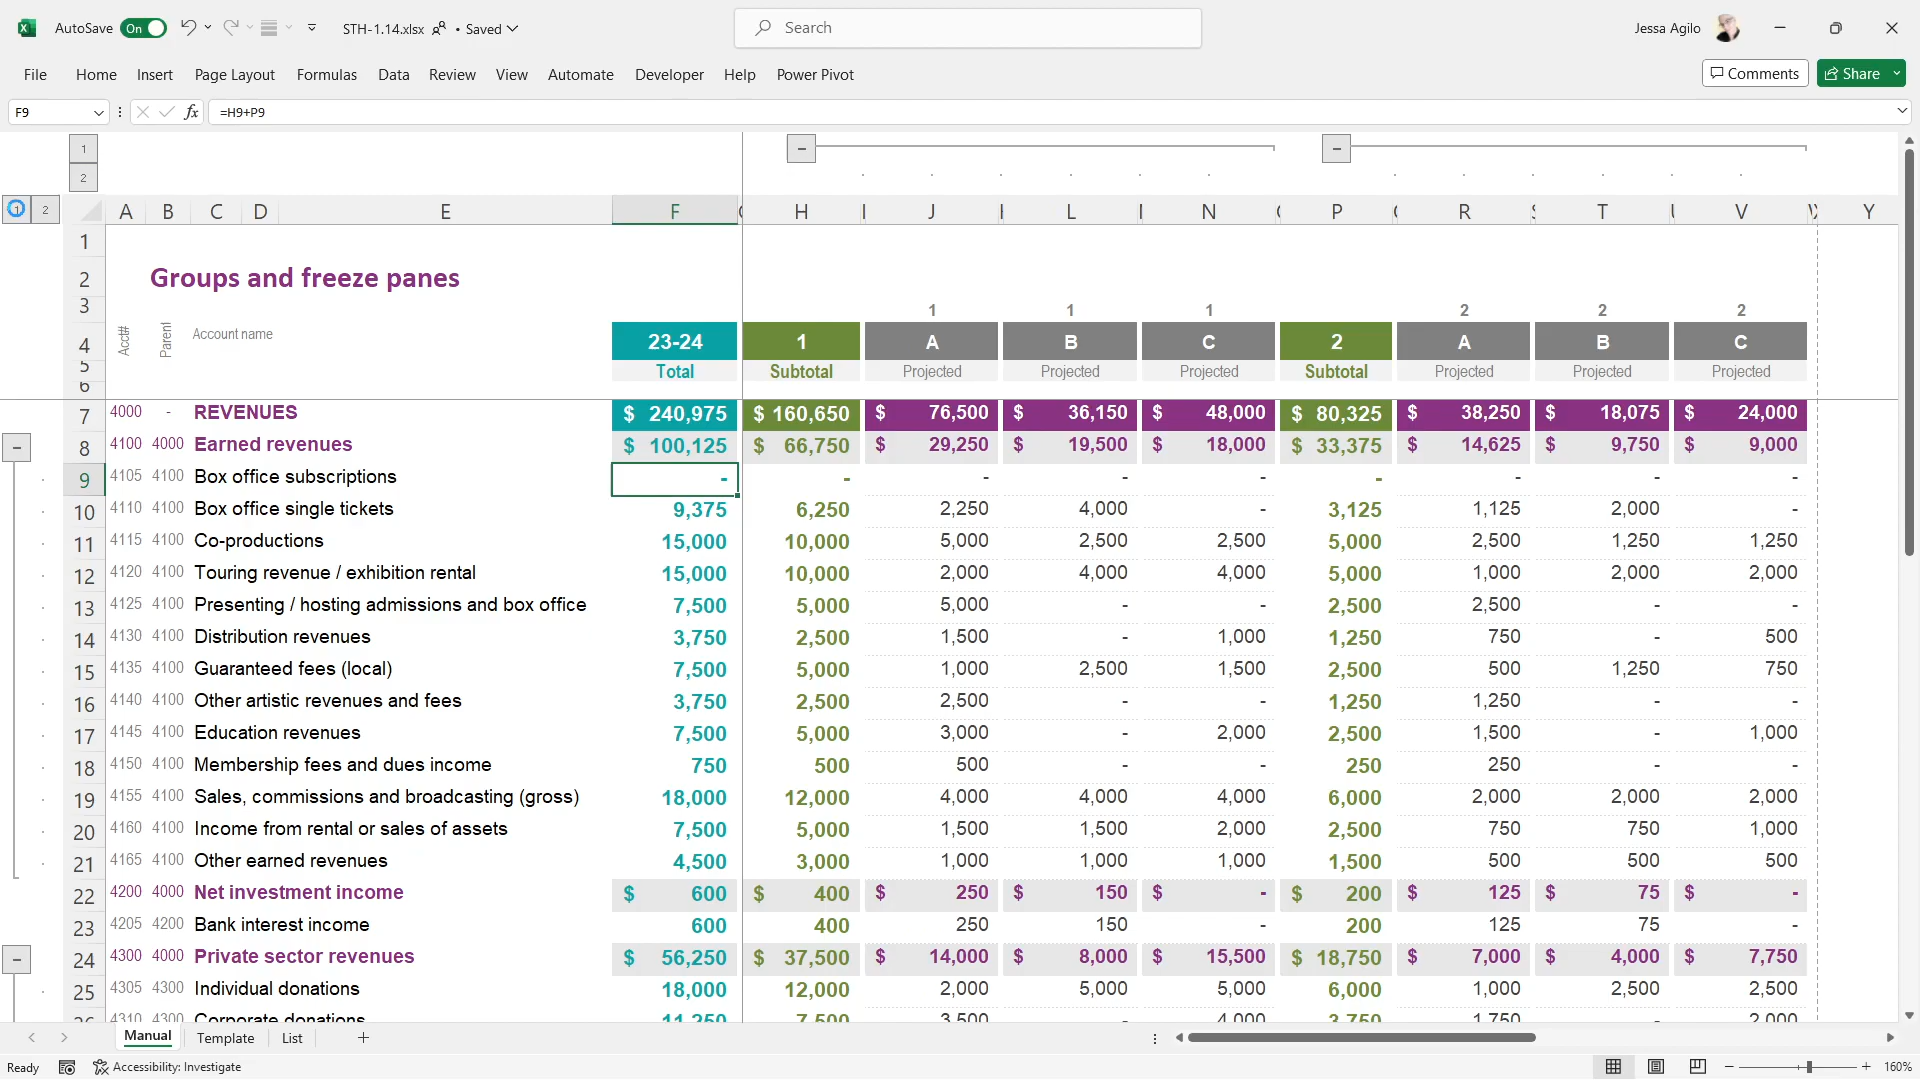 AutoSave On STH-1.14.xlsx • Saved Search Jessa Agilo
File Home Insert Page Layout Formulas Data Review View Automate Developer Help Power Pivot Comments Share
F9 fx =H9+P9
1
2
1 2 A B C D E F H I J L N P R T V Y
1
2 Groups and freeze panes
3 1 1 1 2 2 2
4 Acct# Parent Account name 23-24 1 A B C 2 A B C
5 Total Subtotal Projected Projected Projected Subtotal Projected Projected Projected
6
7 4000 - REVENUES $ 240,975 $ 160,650 $ 76,500 $ 36,150 $ 48,000 $ 80,325 $ 38,250 $ 18,075 $ 24,000
8 4100 4000 Earned revenues $ 100,125 $ 66,750 $ 29,250 $ 19,500 $ 18,000 $ 33,375 $ 14,625 $ 9,750 $ 9,000
9 4105 4100 Box office subscriptions - - - - - - - - -
10 4110 4100 Box office single tickets 9,375 6,250 2,250 4,000 - 3,125 1,125 2,000 -
11 4115 4100 Co-productions 15,000 10,000 5,000 2,500 2,500 5,000 2,500 1,250 1,250
12 4120 4100 Touring revenue / exhibition rental 15,000 10,000 2,000 4,000 4,000 5,000 1,000 2,000 2,000
13 4125 4100 Presenting / hosting admissions and box office 7,500 5,000 5,000 - - 2,500 2,500 - -
14 4130 4100 Distribution revenues 3,750 2,500 1,500 - 1,000 1,250 750 - 500
15 4135 4100 Guaranteed fees (local) 7,500 5,000 1,000 2,500 1,500 2,500 500 1,250 750
16 4140 4100 Other artistic revenues and fees 3,750 2,500 2,500 - - 1,250 1,250 - -
17 4145 4100 Education revenues 7,500 5,000 3,000 - 2,000 2,500 1,500 - 1,000
18 4150 4100 Membership fees and dues income 750 500 500 - - 250 250 - -
19 4155 4100 Sales, commissions and broadcasting (gross) 18,000 12,000 4,000 4,000 4,000 6,000 2,000 2,000 2,000
20 4160 4100 Income from rental or sales of assets 7,500 5,000 1,500 1,500 2,000 2,500 750 750 1,000
21 4165 4100 Other earned revenues 4,500 3,000 1,000 1,000 1,000 1,500 500 500 500
22 4200 4000 Net investment income $ 600 $ 400 $ 250 $ 150 $ - $ 200 $ 125 $ 75 $ -
23 4205 4200 Bank interest income 600 400 250 150 - 200 125 75 -
24 4300 4000 Private sector revenues $ 56,250 $ 37,500 $ 14,000 $ 8,000 $ 15,500 $ 18,750 $ 7,000 $ 4,000 $ 7,750
25 4305 4300 Individual donations 18,000 12,000 2,000 5,000 5,000 6,000 1,000 2,500 2,500
26 4310 4300 Corporate donations 11,250 7,500 3,500 - 4,000 3,750 1,750 - 2,000
Manual Template List
Ready Accessibility: Investigate 160%